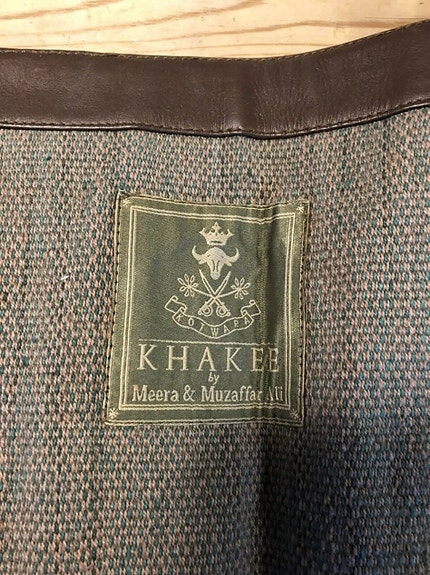 KOTWARA
KHAKEE
by
Meera & Muzaffar Ali